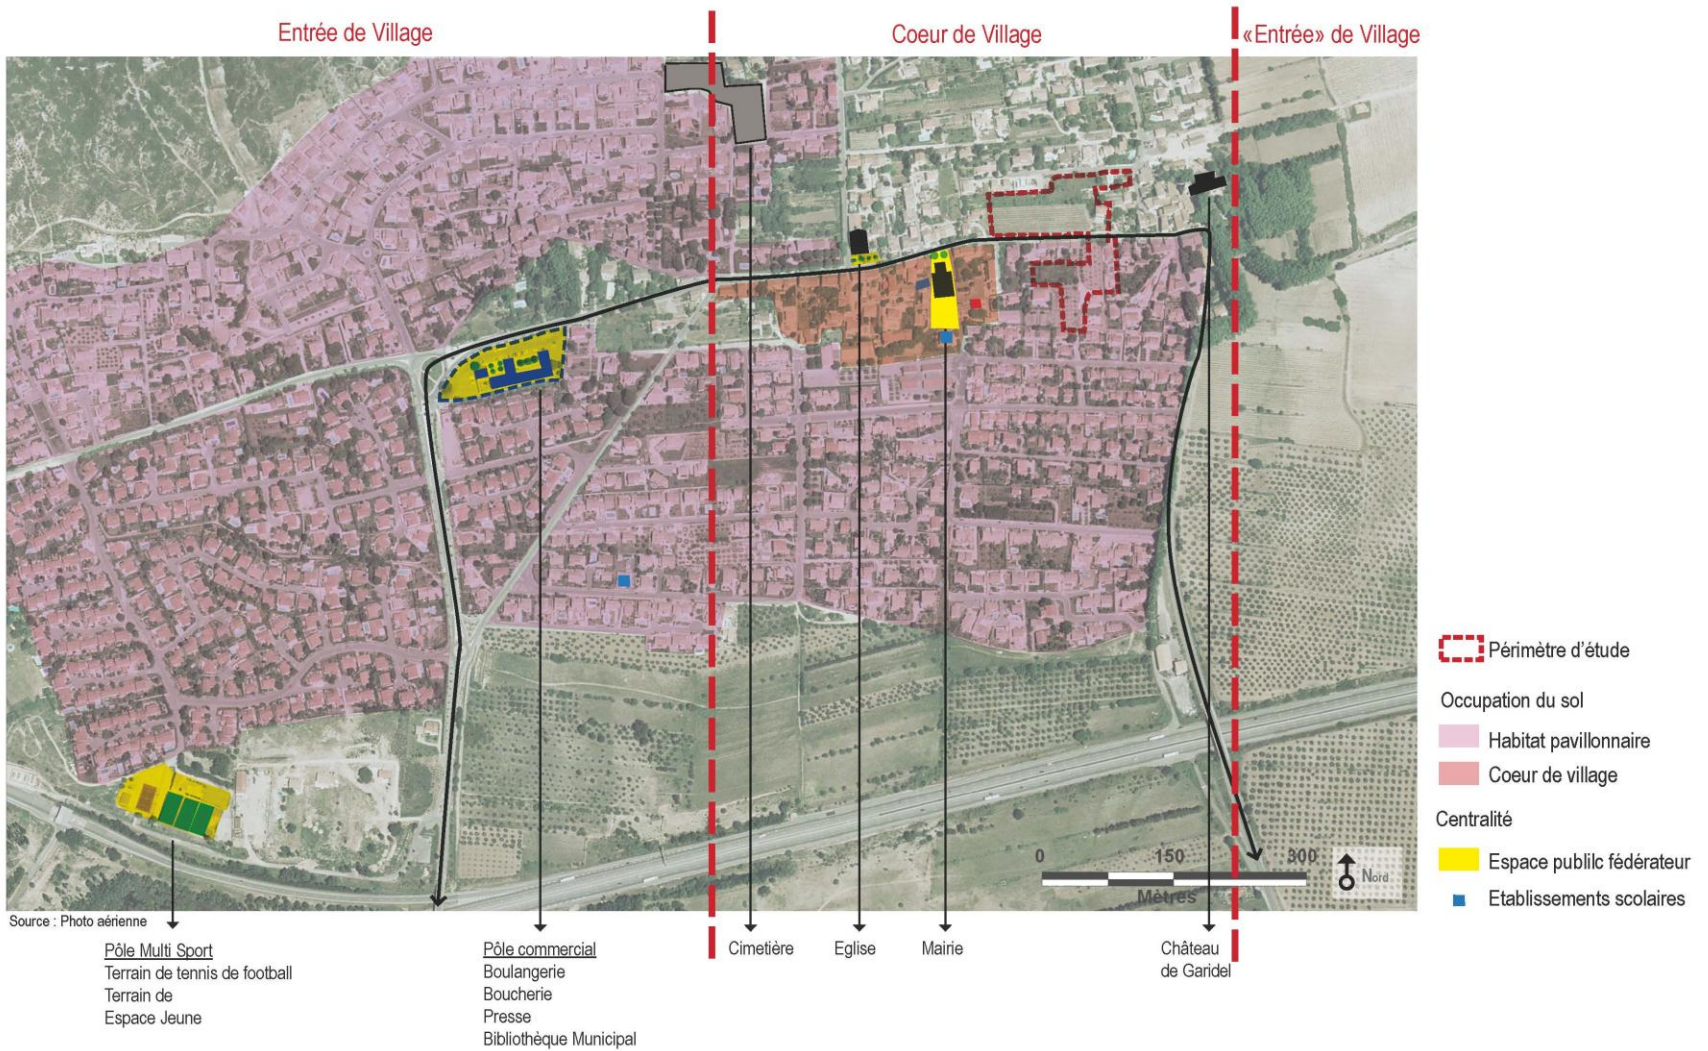 Entrée de Village
Coeur de Village
«Entrée» de Village
Périmètre d'étude
Occupation du sol
Habitat pavillonnaire
Coeur de village
Centralité
Espace publilc fédérateur
Etablissements scolaires
0 150 300
Mètres
Nord
Source : Photo aérienne
Pôle Multi Sport
Terrain de tennis de football
Terrain de
Espace Jeune
Pôle commercial
Boulangerie
Boucherie
Presse
Bibliothèque Municipal
Cimetière
Eglise
Mairie
Château
de Garidel